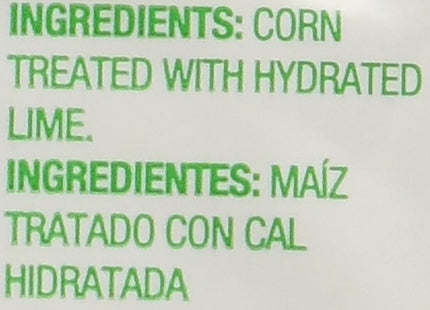 INGREDIENTS: CORN
TREATED WITH HYDRATED
LIME.
INGREDIENTES: MAÍZ
TRATADO CON CAL
HIDRATADA